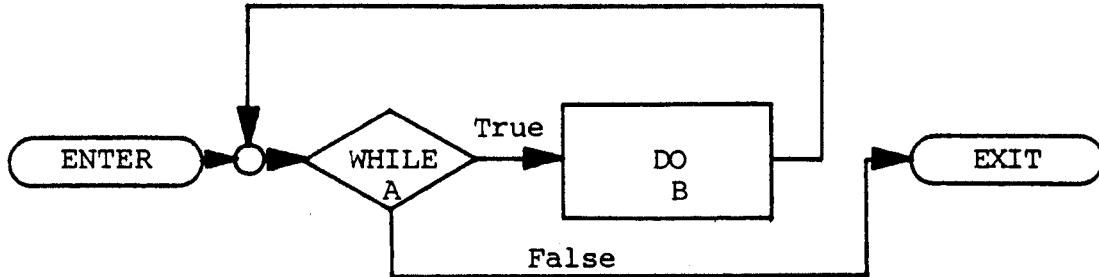 ENTER
WHILE
A
True
DO
B
False
EXIT